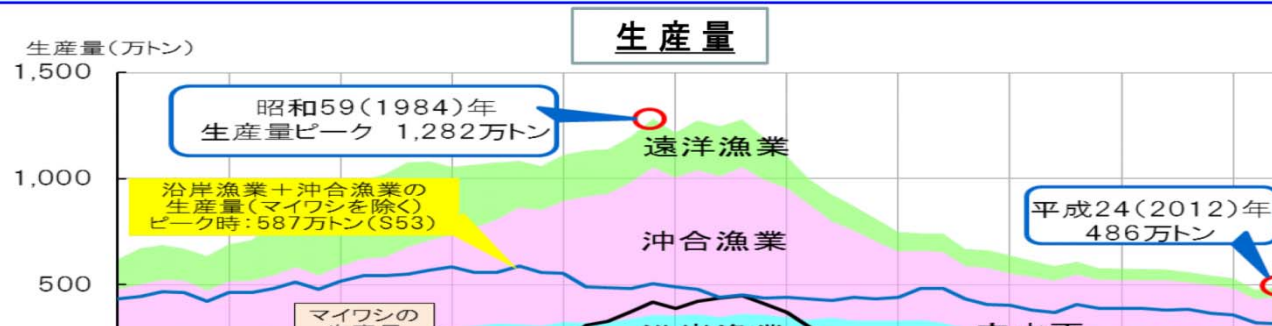 生産量
生産量(万トン)
1,500
昭和59(1984)年
生産量ピーク 1,282万トン
遠洋漁業
1,000
沿岸漁業＋沖合漁業の
生産量(マイワシを除く)
ピーク時：587万トン(S53)
平成24(2012)年
486万トン
沖合漁業
500
マイワシの